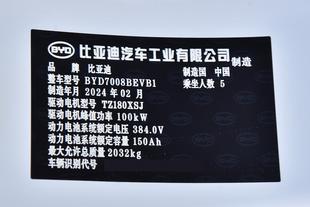 BYD 比亚迪汽车工业有限公司 制造
品 牌 比亚迪 制造国 中国
整车型号 BYD7008BEVB1 乘坐人数 5
制造年月 2024 年 02 月
驱动电机型号 TZ180XSJ
驱动电机峰值功率 100kW
动力电池系统额定电压 384.0V
动力电池系统额定容量 150Ah
最大允许总质量 2032kg
车辆识别代号